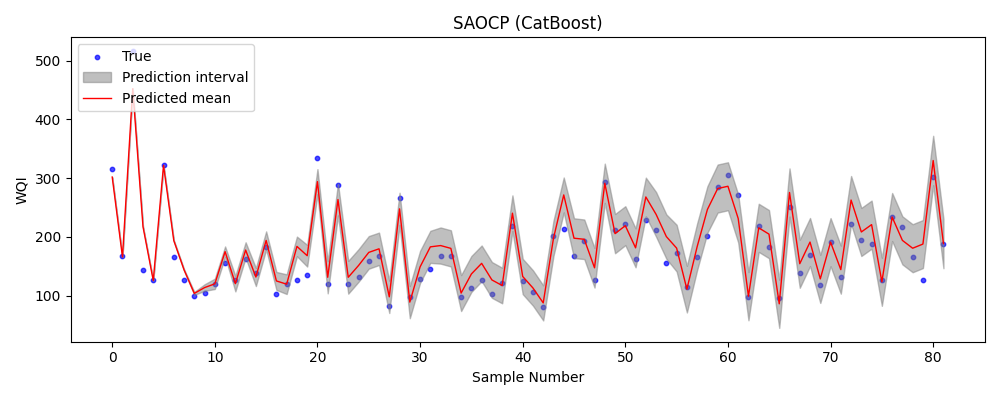 SAOCP (CatBoost)
True
Prediction interval
Predicted mean
WQI
500
400
300
200
100
0 10 20 30 40 50 60 70 80
Sample Number